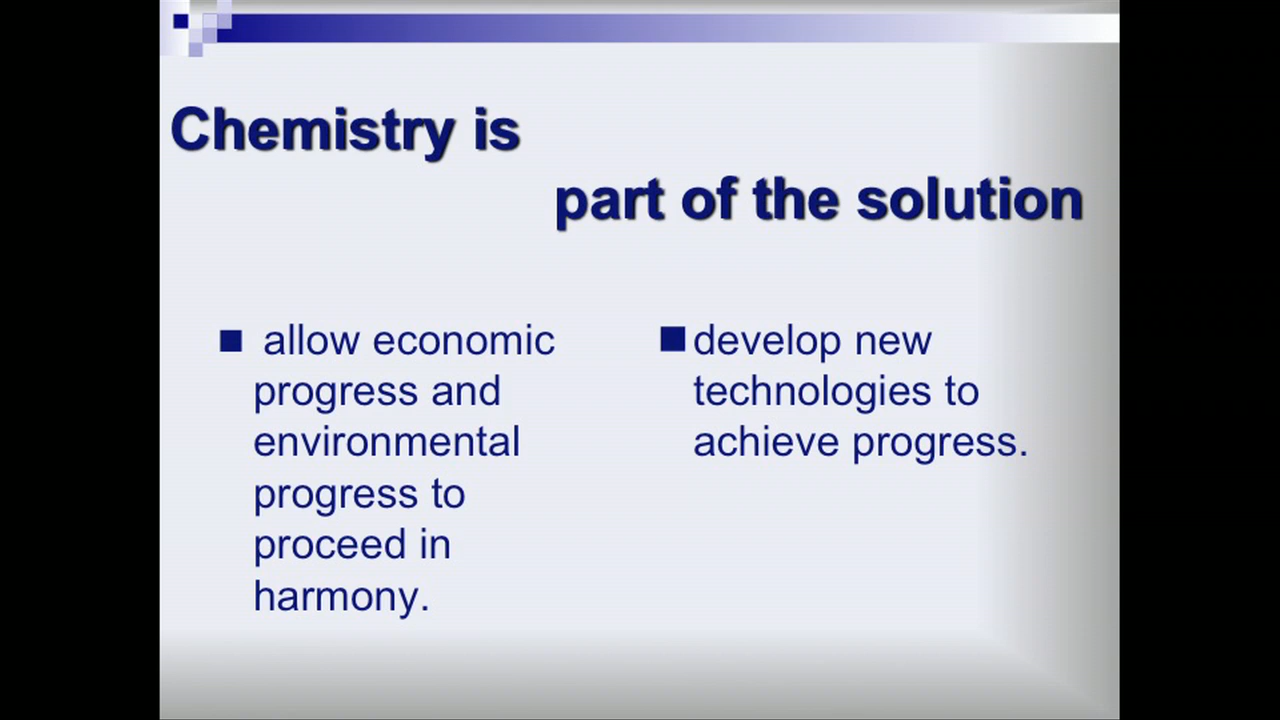 Chemistry is
part of the solution
allow economic
progress and
environmental
progress to
proceed in
harmony.
develop new
technologies to
achieve progress.